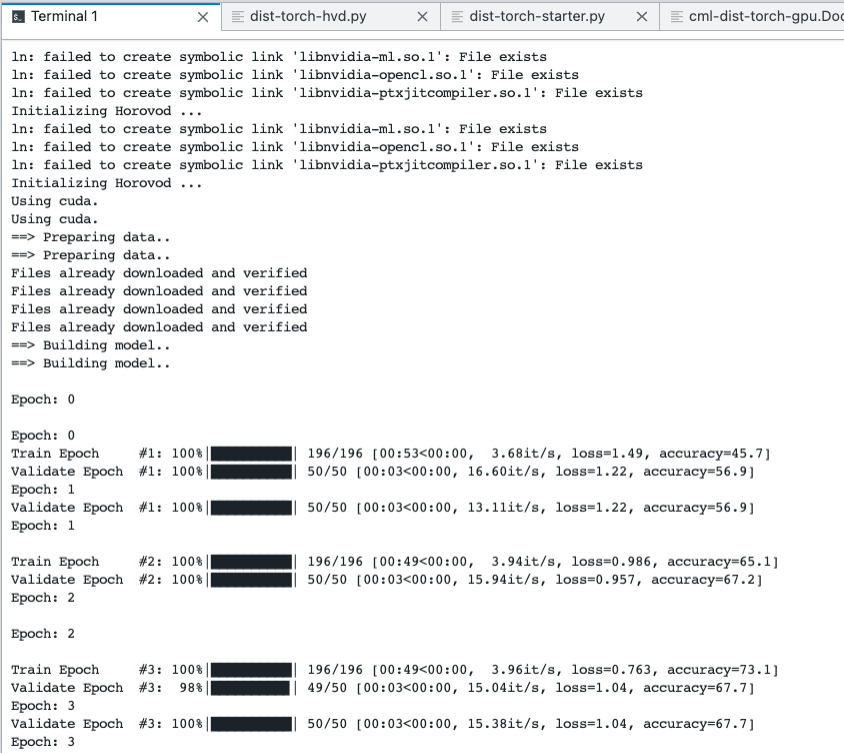 Terminal 1 dist-torch-hvd.py dist-torch-starter.py cml-dist-torch-gpu.Doc
ln: failed to create symbolic link 'libnvidia-ml.so.1': File exists
ln: failed to create symbolic link 'libnvidia-opencl.so.1': File exists
ln: failed to create symbolic link 'libnvidia-ptxjitcompiler.so.1': File exists
Initializing Horovod ...
ln: failed to create symbolic link 'libnvidia-ml.so.1': File exists
ln: failed to create symbolic link 'libnvidia-opencl.so.1': File exists
ln: failed to create symbolic link 'libnvidia-ptxjitcompiler.so.1': File exists
Initializing Horovod ...
Using cuda.
Using cuda.
==> Preparing data..
==> Preparing data..
Files already downloaded and verified
Files already downloaded and verified
Files already downloaded and verified
Files already downloaded and verified
==> Building model..
==> Building model..
Epoch: 0
Epoch: 0
Train Epoch     #1: 100%|██████████| 196/196 [00:53<00:00,  3.68it/s, loss=1.49, accuracy=45.7]
Validate Epoch  #1: 100%|██████████| 50/50 [00:03<00:00, 16.60it/s, loss=1.22, accuracy=56.9]
Epoch: 1
Validate Epoch  #1: 100%|██████████| 50/50 [00:03<00:00, 13.11it/s, loss=1.22, accuracy=56.9]
Epoch: 1
Train Epoch     #2: 100%|██████████| 196/196 [00:49<00:00,  3.94it/s, loss=0.986, accuracy=65.1]
Validate Epoch  #2: 100%|██████████| 50/50 [00:03<00:00, 15.94it/s, loss=0.957, accuracy=67.2]
Epoch: 2
Epoch: 2
Train Epoch     #3: 100%|██████████| 196/196 [00:49<00:00,  3.96it/s, loss=0.763, accuracy=73.1]
Validate Epoch  #3:  98%|█████████▊| 49/50 [00:03<00:00, 15.04it/s, loss=1.04, accuracy=67.7]
Epoch: 3
Validate Epoch  #3: 100%|██████████| 50/50 [00:03<00:00, 15.38it/s, loss=1.04, accuracy=67.7]
Epoch: 3